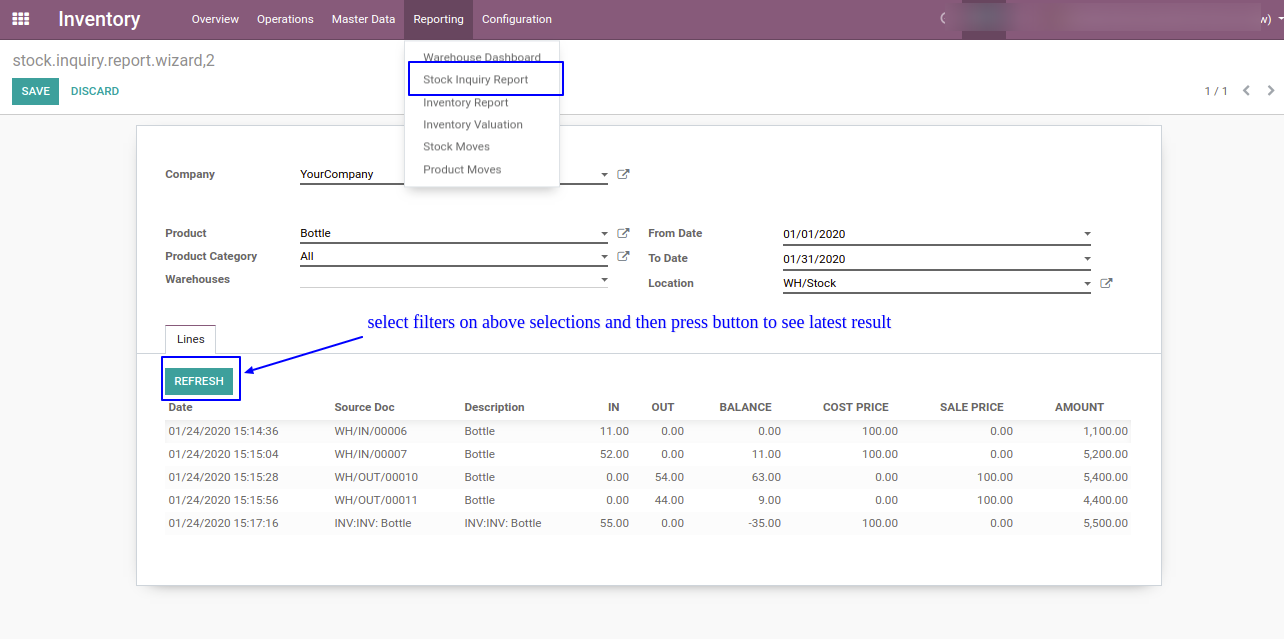 Inventory Overview Operations Master Data Reporting Configuration w)
stock.inquiry.report.wizard,2
SAVE DISCARD 1 / 1
Warehouse Dashboard
Stock Inquiry Report
Inventory Report
Inventory Valuation
Stock Moves
Product Moves
Company YourCompany
Product Bottle From Date 01/01/2020
Product Category All To Date 01/31/2020
Warehouses Location WH/Stock
select filters on above selections and then press button to see latest result
Lines
REFRESH
Date Source Doc Description IN OUT BALANCE COST PRICE SALE PRICE AMOUNT
01/24/2020 15:14:36 WH/IN/00006 Bottle 11.00 0.00 0.00 100.00 0.00 1,100.00
01/24/2020 15:15:04 WH/IN/00007 Bottle 52.00 0.00 11.00 100.00 0.00 5,200.00
01/24/2020 15:15:28 WH/OUT/00010 Bottle 0.00 54.00 63.00 0.00 100.00 5,400.00
01/24/2020 15:15:56 WH/OUT/00011 Bottle 0.00 44.00 9.00 0.00 100.00 4,400.00
01/24/2020 15:17:16 INV:INV: Bottle INV:INV: Bottle 55.00 0.00 -35.00 100.00 0.00 5,500.00